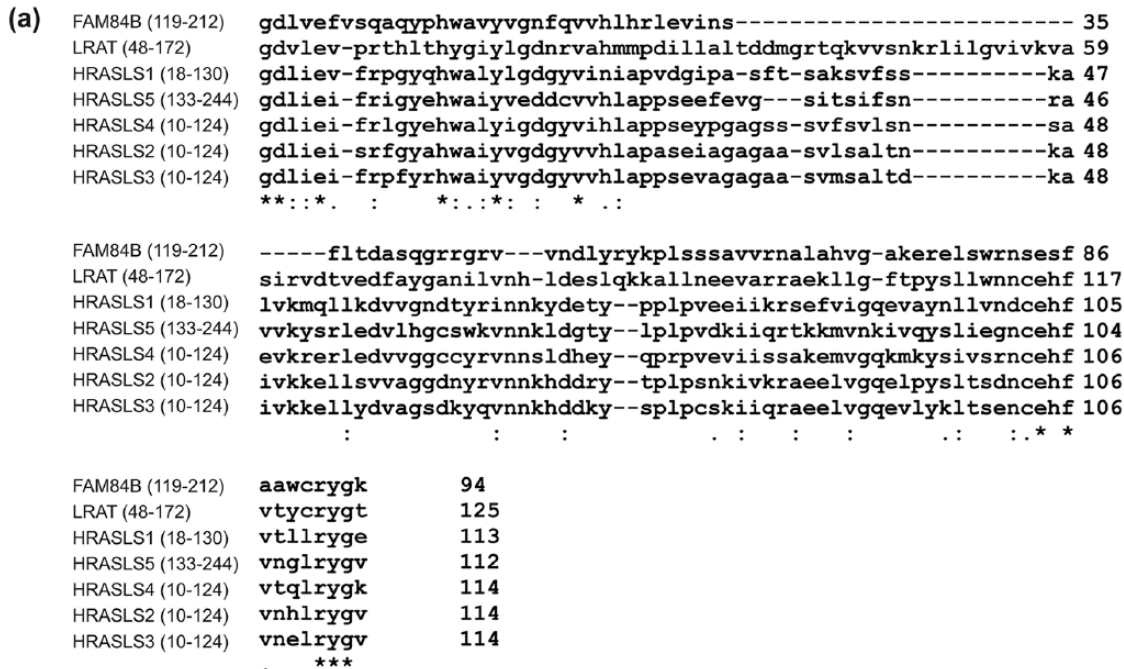 (a)
FAM84B (119-212) gdlvefvsqaqyphwavyvgnfqvvhlhrlevins------------------------- 35
LRAT (48-172) gdvlev-prthlthygiylgdnrvahmmpdillaltddmgrtqkvvsnkrlilgvivkva 59
HRASLS1 (18-130) gdliev-frpgyqhwalylgdgyviniapvdgipa-sft-saksvfss----------ka 47
HRASLS5 (133-244) gdliei-frigyehwaiyveddcvvhlappseefevg---sitsifsn----------ra 46
HRASLS4 (10-124) gdliei-frlgyehwalyigdgyvihlappseypgagss-svfsvlsn----------sa 48
HRASLS2 (10-124) gdliei-srfgyahwaiyvgdgyvvhlapaseiagagaa-svlsaltn----------ka 48
HRASLS3 (10-124) gdliei-frpfyrhwaiyvgdgyvvhlappsevagagaa-svmsaltd----------ka 48
**::*. : *:.:*: : * .:
FAM84B (119-212) -----fltdasqgrrgrv---vndlyrykplsssavvrnalahvg-akerelswrnsesf 86
LRAT (48-172) sirvdtvedfayganilvnh-ldeslqkkallneevarraekllg-ftpysllwnncehf 117
HRASLS1 (18-130) lvkmqllkdvvgndtyrinnkydety--pplpveeiikrsefvigqevaynllvndcehf 105
HRASLS5 (133-244) vvkysrledvlhgcswkvnnkldgty--lplpvdkiiqrtkkmvnkivqysliegncehf 104
HRASLS4 (10-124) evkrerledvvggccyrvnnsldhey--qprpveviissakemvgqkmkysivsrncehf 106
HRASLS2 (10-124) ivkkellsvvaggdnyrvnnkhddry--tplpsnkivkraeelvgqelpysltsdncehf 106
HRASLS3 (10-124) ivkkellydvagsdkyqvnnkhddky--splpcskiiqraeelvgqevlykltsencehf 106
: : : . : : : .: :.* *
FAM84B (119-212) aawcrygk 94
LRAT (48-172) vtycrygt 125
HRASLS1 (18-130) vtllryge 113
HRASLS5 (133-244) vnglrygv 112
HRASLS4 (10-124) vtqlrygk 114
HRASLS2 (10-124) vnhlrygv 114
HRASLS3 (10-124) vnelrygv 114
. ***